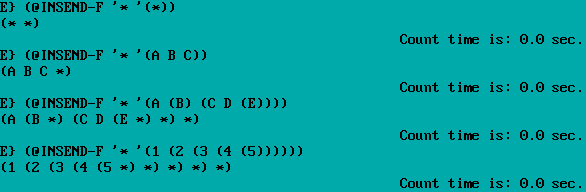 E} (@INSEND-F '* '(*))
(* *)
Count time is: 0.0 sec.
E} (@INSEND-F '* '(A B C))
(A B C *)
Count time is: 0.0 sec.
E} (@INSEND-F '* '(A (B) (C D (E))))
(A (B *) (C D (E *) *) *)
Count time is: 0.0 sec.
E} (@INSEND-F '* '(1 (2 (3 (4 (5))))))
(1 (2 (3 (4 (5 *) *) *) *) *)
Count time is: 0.0 sec.